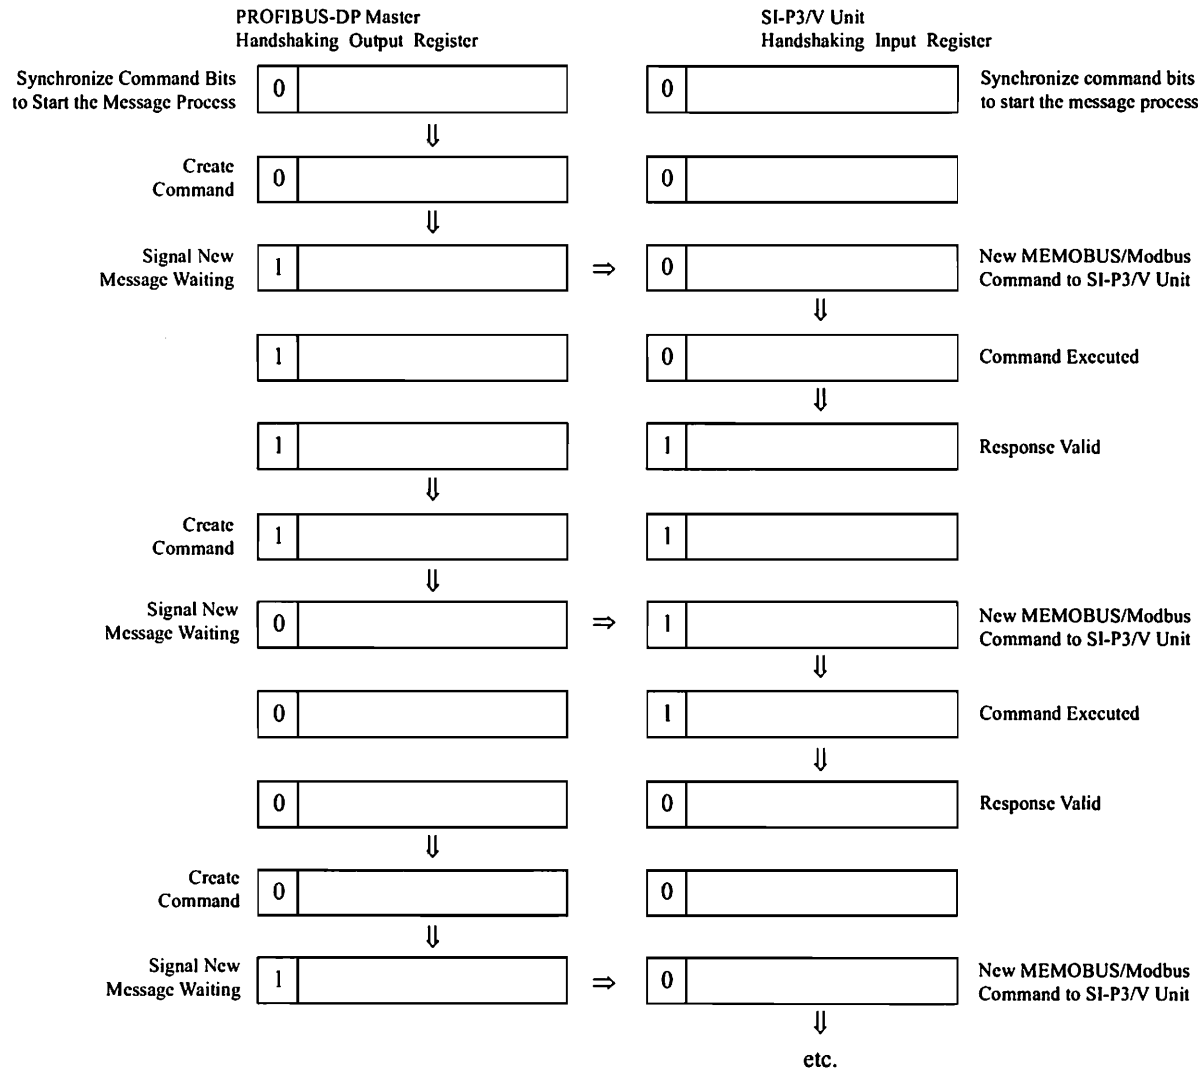 PROFIBUS-DP Master
Handshaking Output Register
SI-P3/V Unit
Handshaking Input Register
Synchronize Command Bits
to Start the Message Process
0
0
Synchronize command bits
to start the message process
⇓
Create
Command
0
0
⇓
Signal New
Message Waiting
1
⇒
0
New MEMOBUS/Modbus
Command to SI-P3/V Unit
⇓
1
0
Command Executed
⇓
1
1
Response Valid
⇓
Create
Command
1
1
⇓
Signal New
Message Waiting
0
⇒
1
New MEMOBUS/Modbus
Command to SI-P3/V Unit
⇓
0
1
Command Executed
⇓
0
0
Response Valid
⇓
Create
Command
0
0
⇓
Signal New
Message Waiting
1
⇒
0
New MEMOBUS/Modbus
Command to SI-P3/V Unit
⇓
etc.